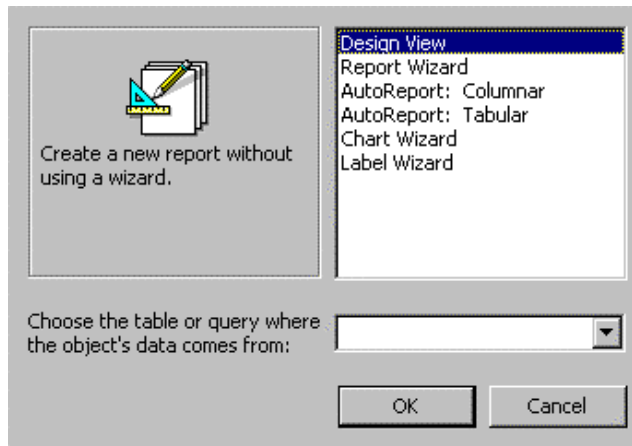 Design View
Report Wizard
AutoReport: Columnar
AutoReport: Tabular
Chart Wizard
Label Wizard
Create a new report without
using a wizard.
Choose the table or query where
the object's data comes from:
OK
Cancel